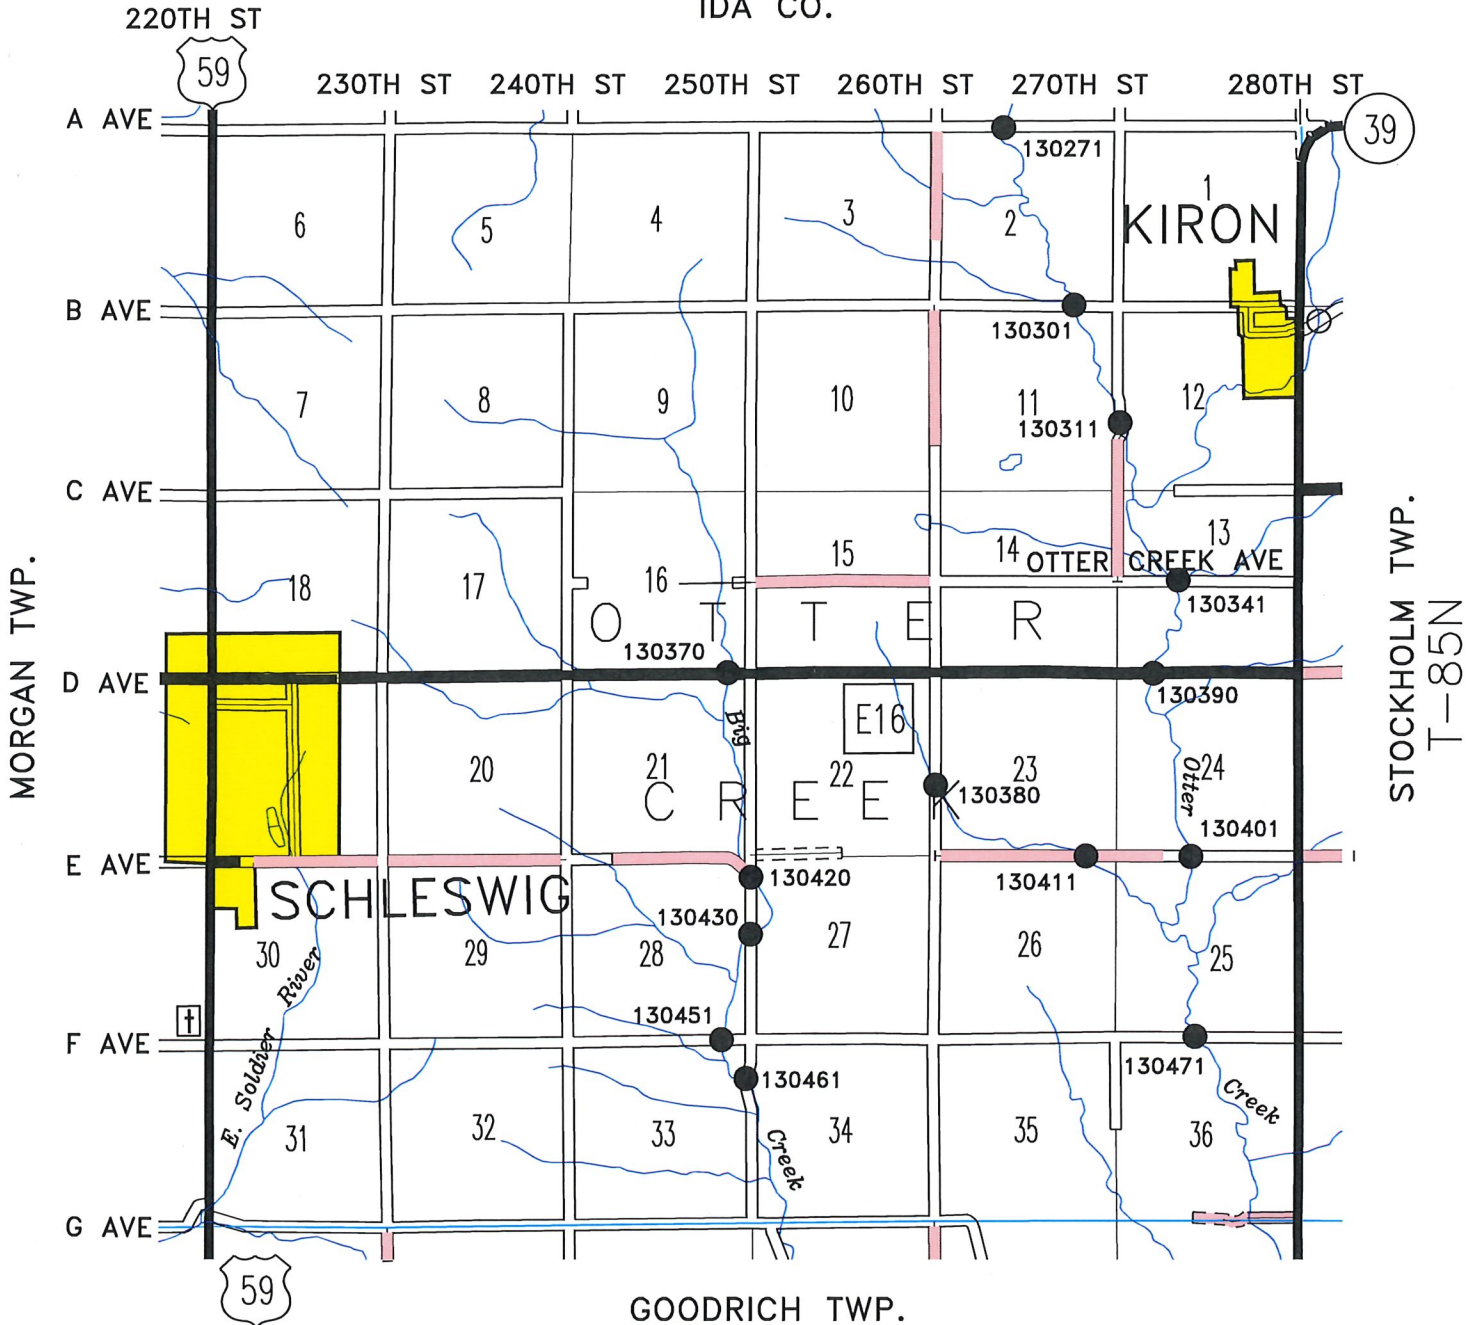 IDA CO.
220TH ST
59
230TH ST
240TH ST
250TH ST
260TH ST
270TH ST
280TH ST
A AVE
39
130271
1
KIRON
6
5
4
3
2
B AVE
130301
7
8
9
10
11
12
130311
C AVE
13
14
15
16
17
18
OTTER CREEK AVE
130341
OTTER
130370
D AVE
130390
E16
Big
20
21
22
23
24
Otter
CREEK
130380
130401
E AVE
130411
130420
SCHLESWIG
130430
30
29
28
27
26
25
River
130451
F AVE
130471
E. Soldier
130461
Creek
31
32
33
34
35
36
Creek
G AVE
59
GOODRICH TWP.
MORGAN TWP.
STOCKHOLM TWP.
T-85N